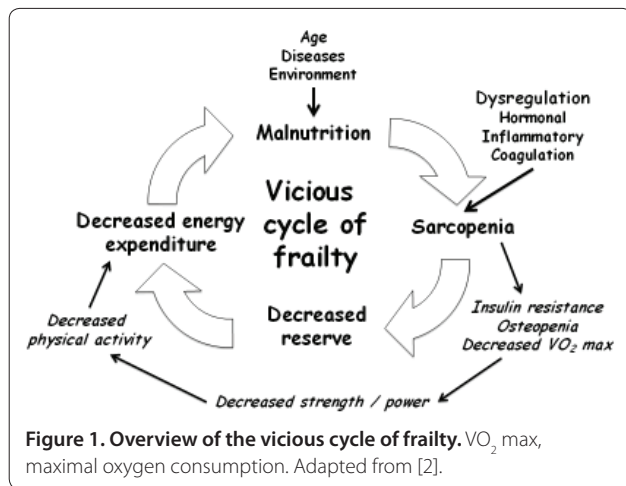 Age
Diseases
Environment
Malnutrition
Dysregulation
Hormonal
Inflammatory
Coagulation
Vicious
cycle of
frailty
Decreased energy
expenditure
Sarcopenia
Decreased
reserve
Insulin resistance
Osteopenia
Decreased VO₂ max
Decreased
physical activity
Decreased strength / power
Figure 1. Overview of the vicious cycle of frailty. VO₂ max,
maximal oxygen consumption. Adapted from [2].